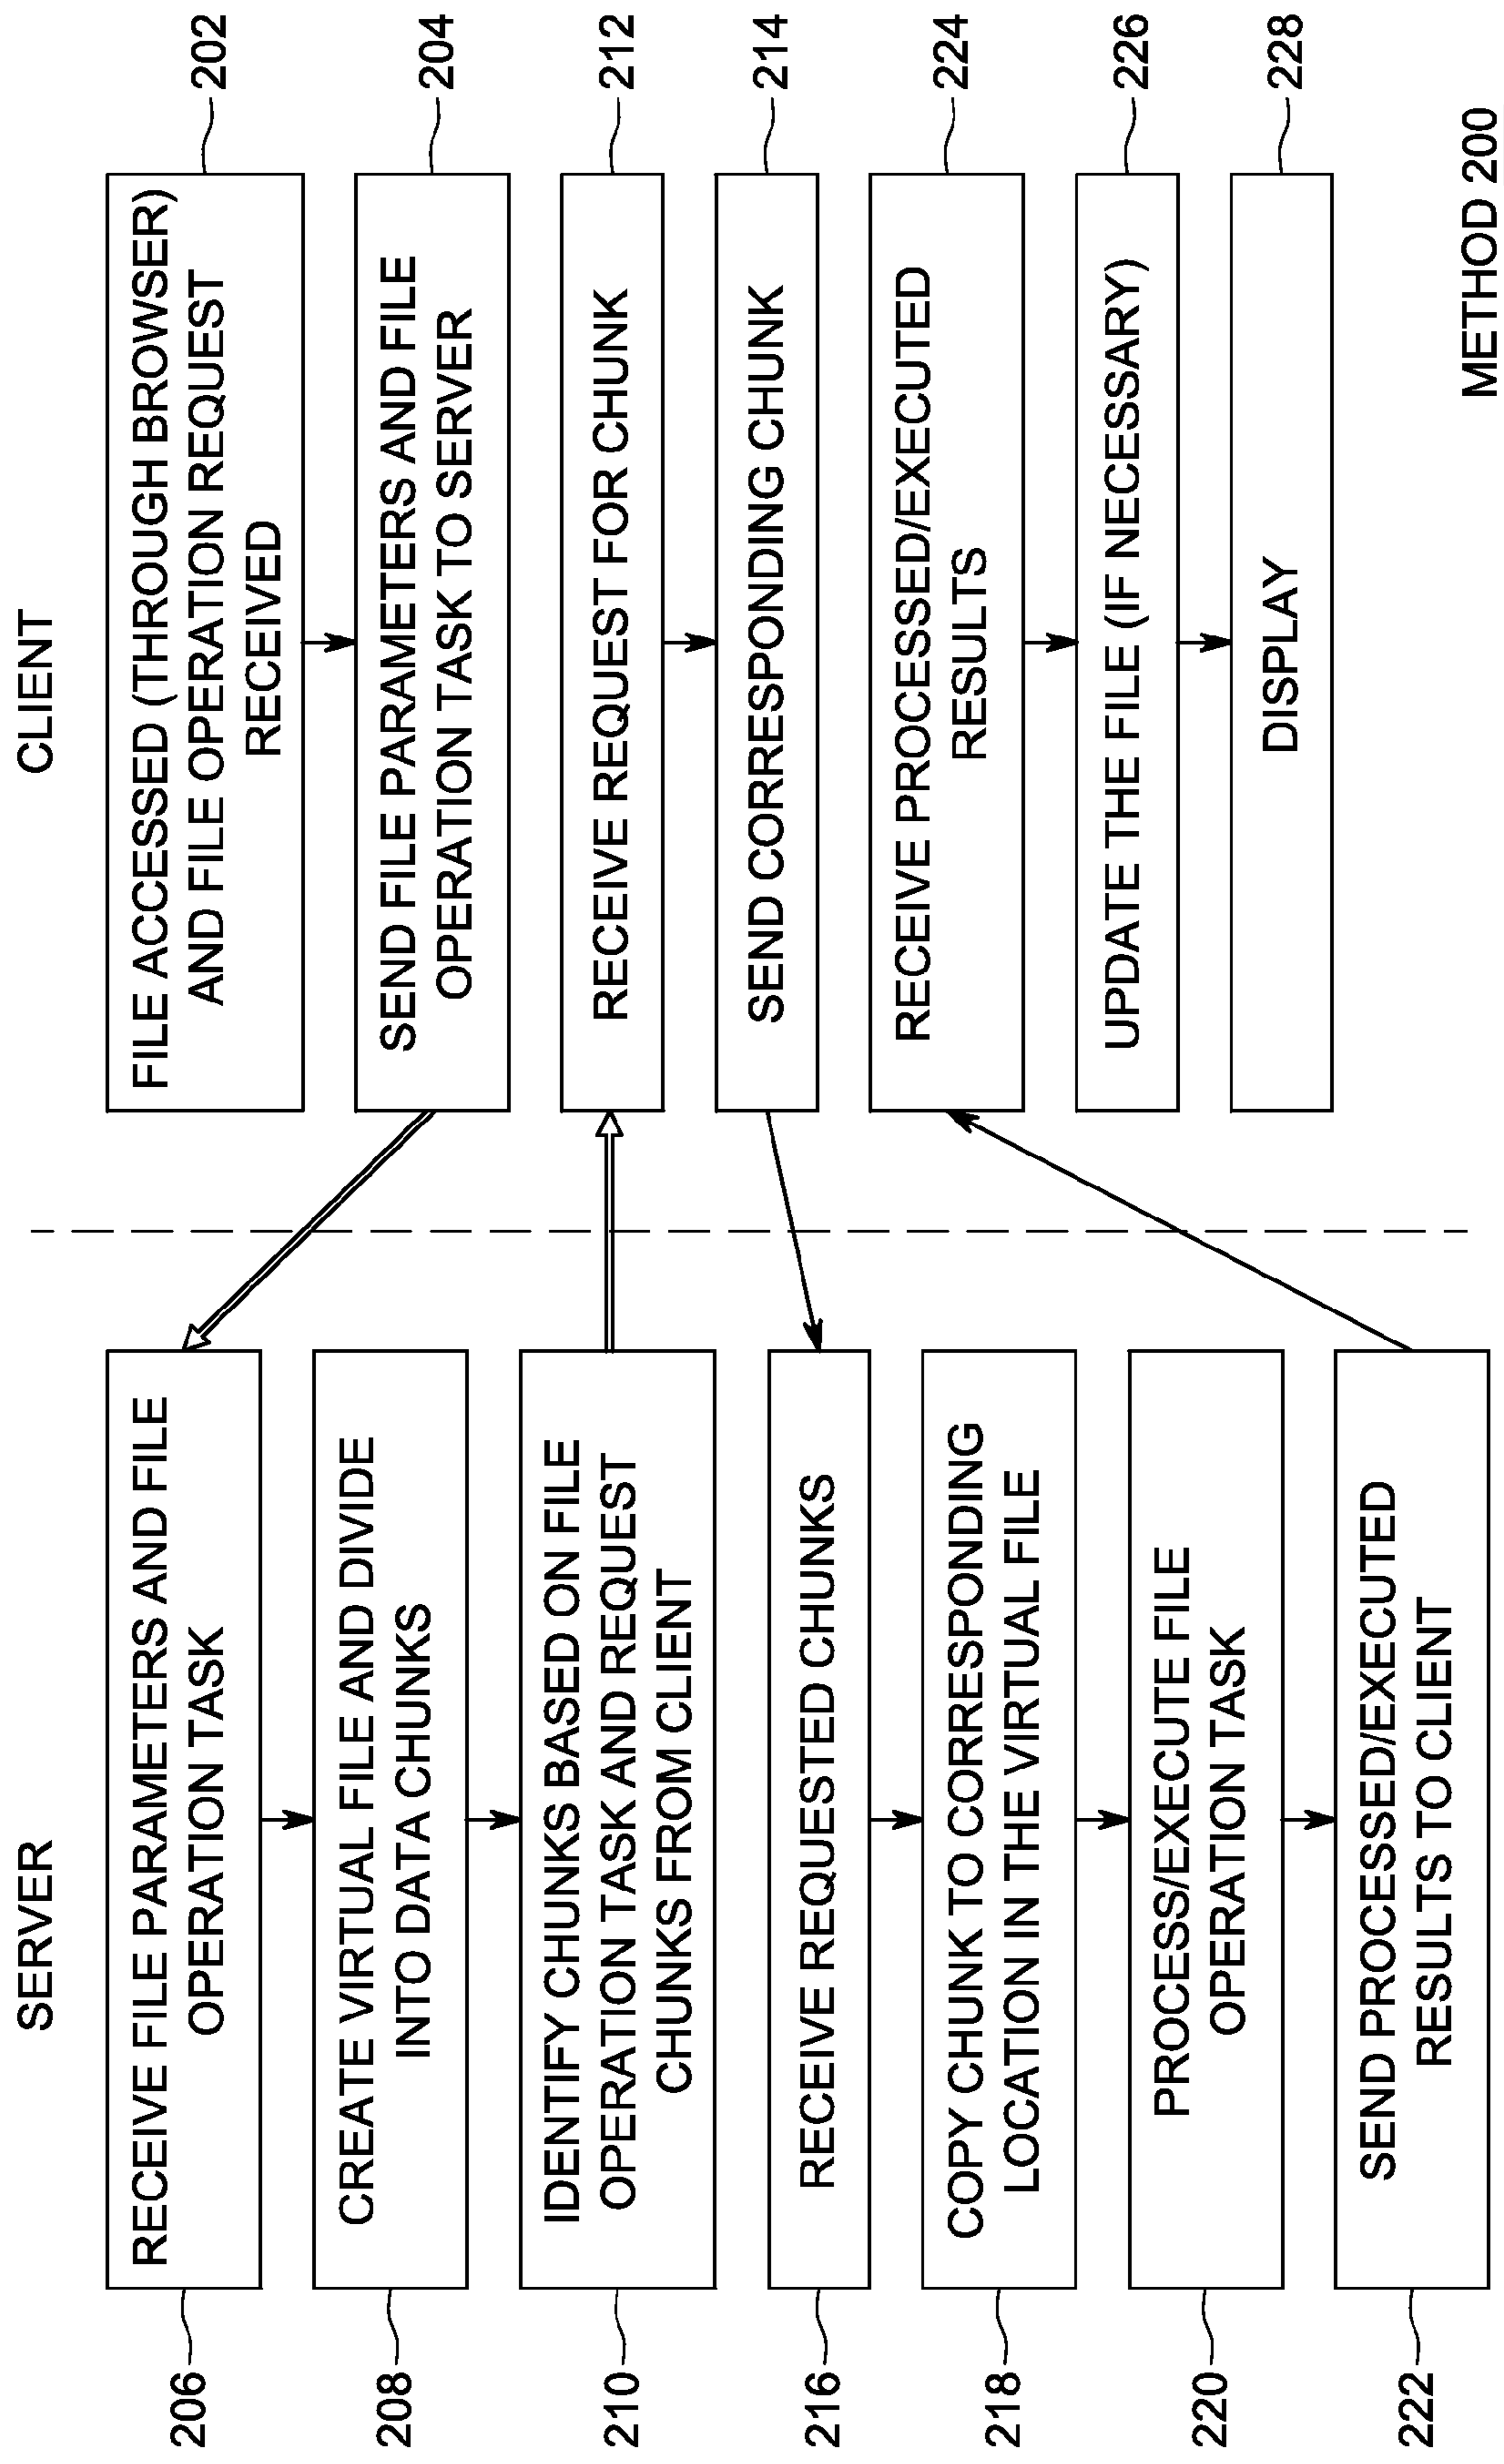 SERVER
206
RECEIVE FILE PARAMETERS AND FILE
OPERATION TASK
208
CREATE VIRTUAL FILE AND DIVIDE
INTO DATA CHUNKS
210
IDENTIFY CHUNKS BASED ON FILE
OPERATION TASK AND REQUEST
CHUNKS FROM CLIENT
216
RECEIVE REQUESTED CHUNKS
218
COPY CHUNK TO CORRESPONDING
LOCATION IN THE VIRTUAL FILE
220
PROCESS/EXECUTE FILE
OPERATION TASK
222
SEND PROCESSED/EXECUTED
RESULTS TO CLIENT
CLIENT
FILE ACCESSED (THROUGH BROWSER)
AND FILE OPERATION REQUEST
RECEIVED
202
SEND FILE PARAMETERS AND FILE
OPERATION TASK TO SERVER
204
RECEIVE REQUEST FOR CHUNK
212
SEND CORRESPONDING CHUNK
214
RECEIVE PROCESSED/EXECUTED
RESULTS
224
UPDATE THE FILE (IF NECESSARY)
226
DISPLAY
228
METHOD 200